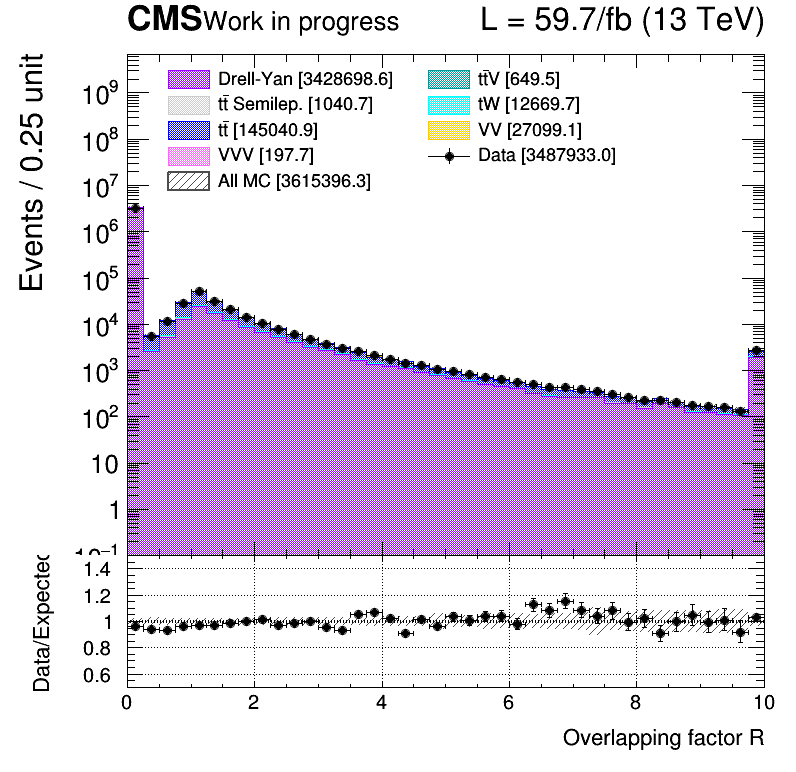 CMS Work in progress L = 59.7/fb (13 TeV)
Events / 0.25 unit
Drell-Yan [3428698.6]
tt̄V [649.5]
tt̄ Semilep. [1040.7]
tW [12669.7]
tt̄ [145040.9]
VV [27099.1]
VVV [197.7]
Data [3487933.0]
All MC [3615396.3]
10⁹
10⁸
10⁷
10⁶
10⁵
10⁴
10³
10²
10
1
10⁻¹
Data/Expected
1.4
1.2
1
0.8
0.6
0 2 4 6 8 10
Overlapping factor R